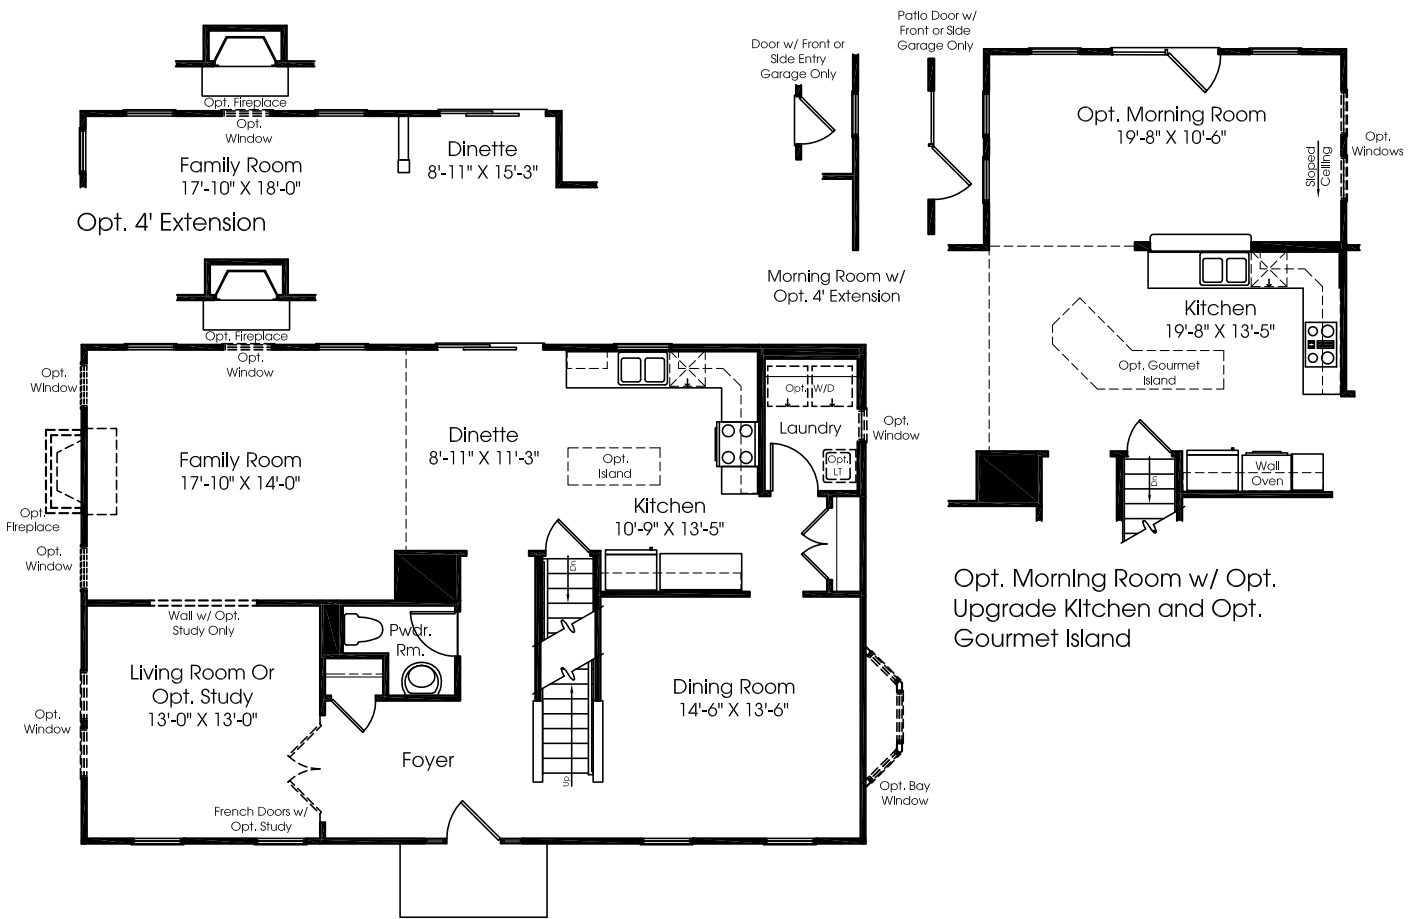 Opt. Fireplace
Opt.
Window
Family Room
17'-10" X 18'-0"
Dinette
8'-11" X 15'-3"
Opt. 4' Extension
Door w/ Front or
Side Entry
Garage Only
Patio Door w/
Front or Side
Garage Only
Morning Room w/
Opt. 4' Extension
Opt. Morning Room
19'-8" X 10'-6"
Sloped
Ceiling
Opt.
Windows
Kitchen
19'-8" X 13'-5"
Opt. Gourmet
Island
Dn
Wall
Oven
Opt. Morning Room w/ Opt.
Upgrade Kitchen and Opt.
Gourmet Island
Opt. Fireplace
Opt.
Window
Opt.
Window
Opt.
Fireplace
Opt.
Window
Family Room
17'-10" X 14'-0"
Dinette
8'-11" X 11'-3"
Opt.
Island
Kitchen
10'-9" X 13'-5"
Opt. W/D
Laundry
Opt.
LT
Opt.
Window
Wall w/ Opt.
Study Only
Living Room Or
Opt. Study
13'-0" X 13'-0"
Opt.
Window
Pwdr.
Rm.
Dn
Up
Foyer
French Doors w/
Opt. Study
Dining Room
14'-6" X 13'-6"
Opt. Bay
Window